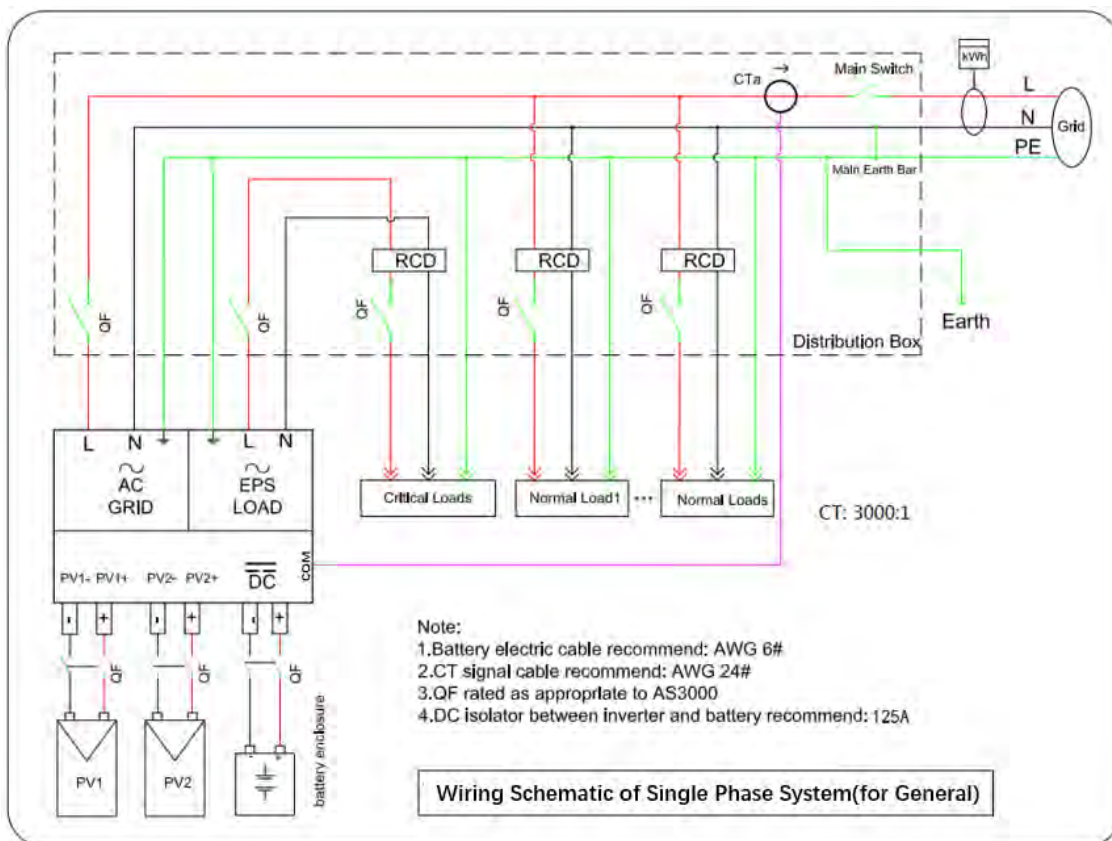 kWh
CTa
Main Switch
L
N
Grid
PE
Main Earth Bar
RCD
RCD
RCD
QF
QF
QF
QF
QF
Earth
Distribution Box
L
N
L
N
AC
GRID
EPS
LOAD
Critical Loads
Normal Load1
...
Normal Loads
CT: 3000:1
PV1-
PV1+
PV2-
PV2+
DC
COM
-
+
-
+
-
+
QF
QF
PV1
PV2
battery enclosure
Note:
1.Battery electric cable recommend: AWG 6#
2.CT signal cable recommend: AWG 24#
3.QF rated as appropriate to AS3000
4.DC isolator between inverter and battery recommend: 125A
Wiring Schematic of Single Phase System(for General)